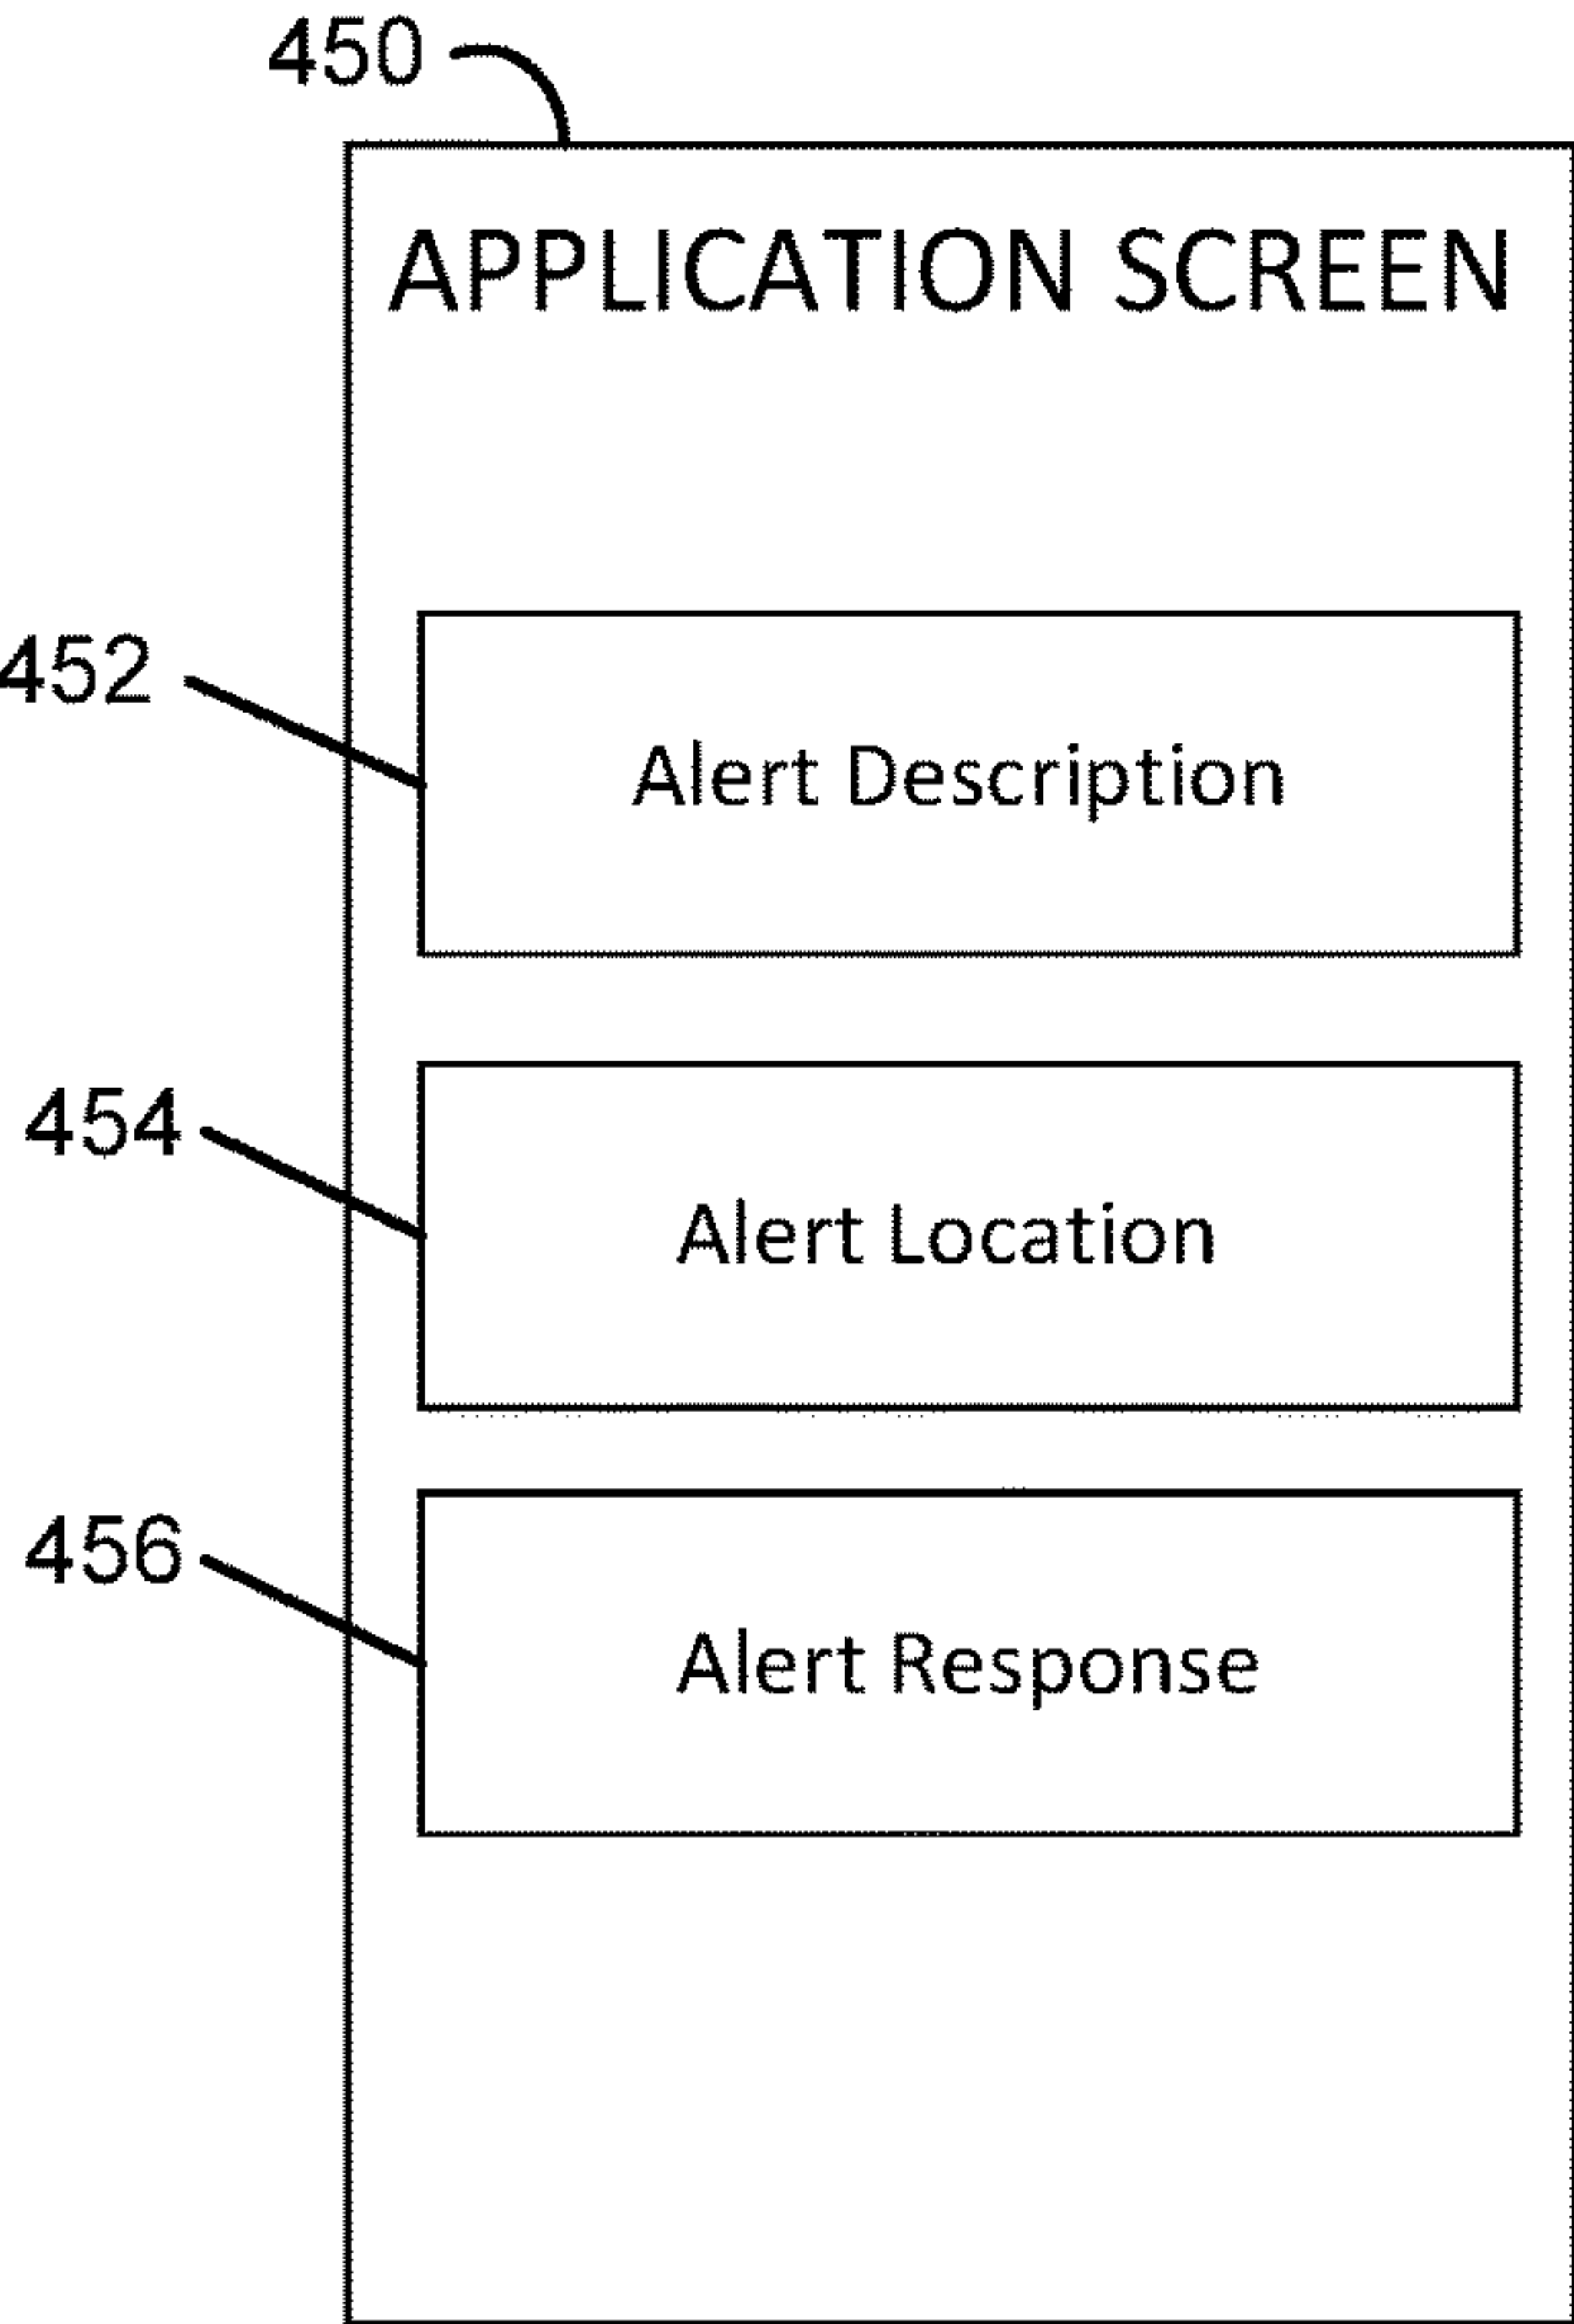 450
APPLICATION SCREEN
452
Alert Description
454
Alert Location
456
Alert Response